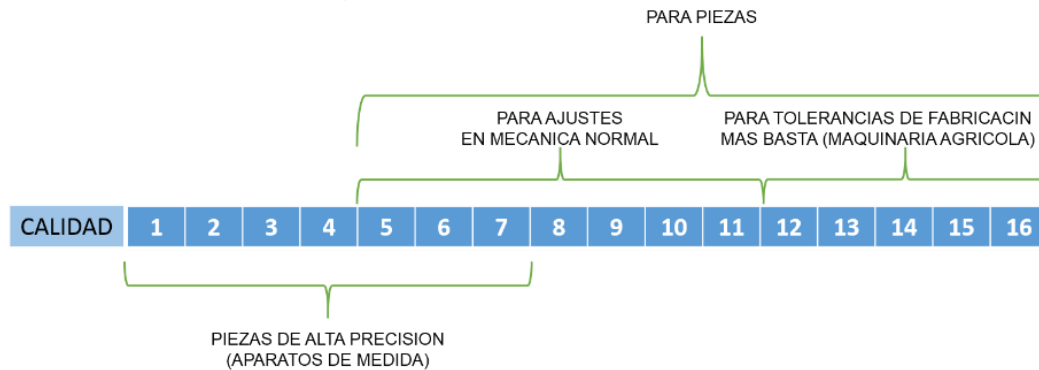 PARA PIEZAS
PARA AJUSTES
EN MECANICA NORMAL
PARA TOLERANCIAS DE FABRICACIN
MAS BASTA (MAQUINARIA AGRICOLA)
CALIDAD 1 2 3 4 5 6 7 8 9 10 11 12 13 14 15 16
PIEZAS DE ALTA PRECISION
(APARATOS DE MEDIDA)